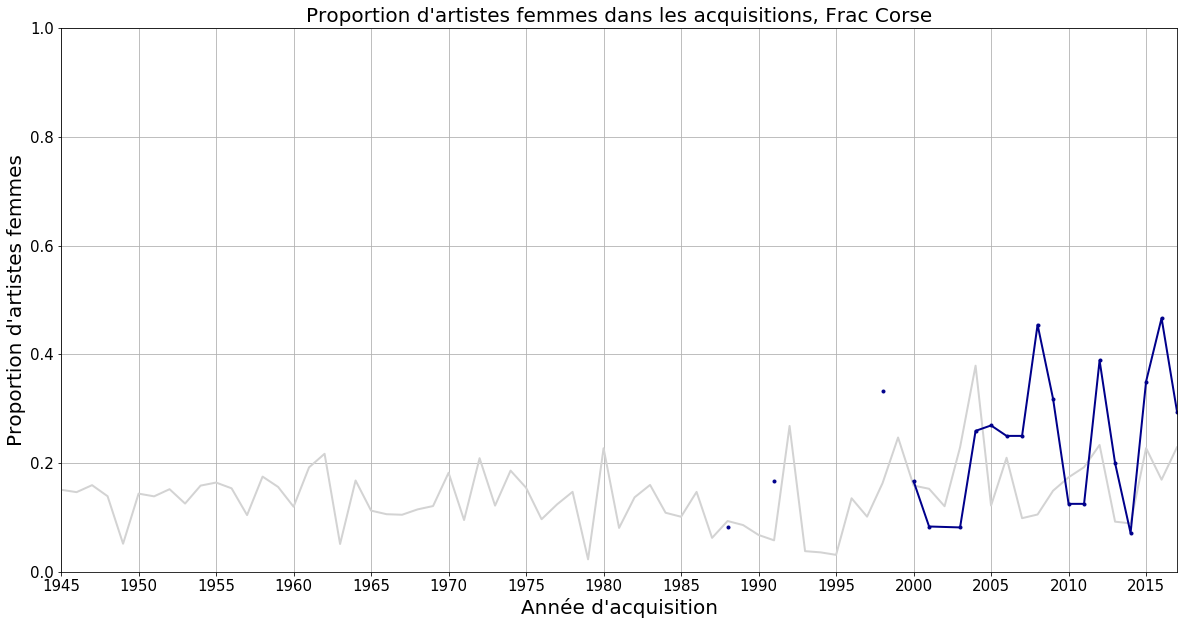 Proportion d'artistes femmes dans les acquisitions, Frac Corse
Proportion d'artistes femmes
1.0
0.8
0.6
0.4
0.2
0.0
1945 1950 1955 1960 1965 1970 1975 1980 1985 1990 1995 2000 2005 2010 2015
Année d'acquisition